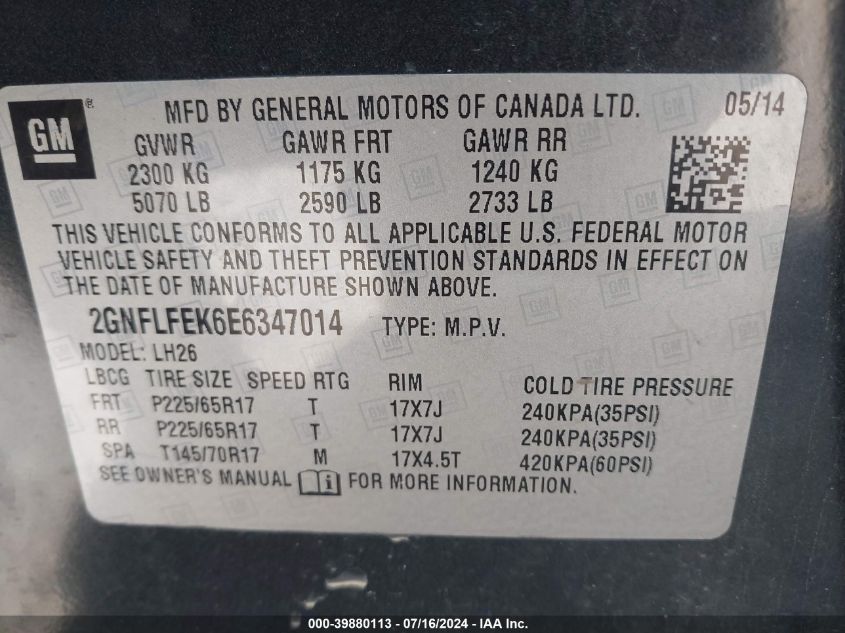 GM ® MFD BY GENERAL MOTORS OF CANADA LTD. 05/14
GVWR GAWR FRT GAWR RR
2300 KG 1175 KG 1240 KG
5070 LB 2590 LB 2733 LB
THIS VEHICLE CONFORMS TO ALL APPLICABLE U.S. FEDERAL MOTOR
VEHICLE SAFETY AND THEFT PREVENTION STANDARDS IN EFFECT ON
THE DATE OF MANUFACTURE SHOWN ABOVE.
2GNFLFEK6E6347014 TYPE: M.P.V.
MODEL: LH26
LBCG TIRE SIZE SPEED RTG RIM COLD TIRE PRESSURE
FRT P225/65R17 T 17X7J 240KPA(35PSI)
RR P225/65R17 T 17X7J 240KPA(35PSI)
SPA T145/70R17 M 17X4.5T 420KPA(60PSI)
SEE OWNER'S MANUAL i FOR MORE INFORMATION.
000-39880113 - 07/16/2024 - IAA Inc.